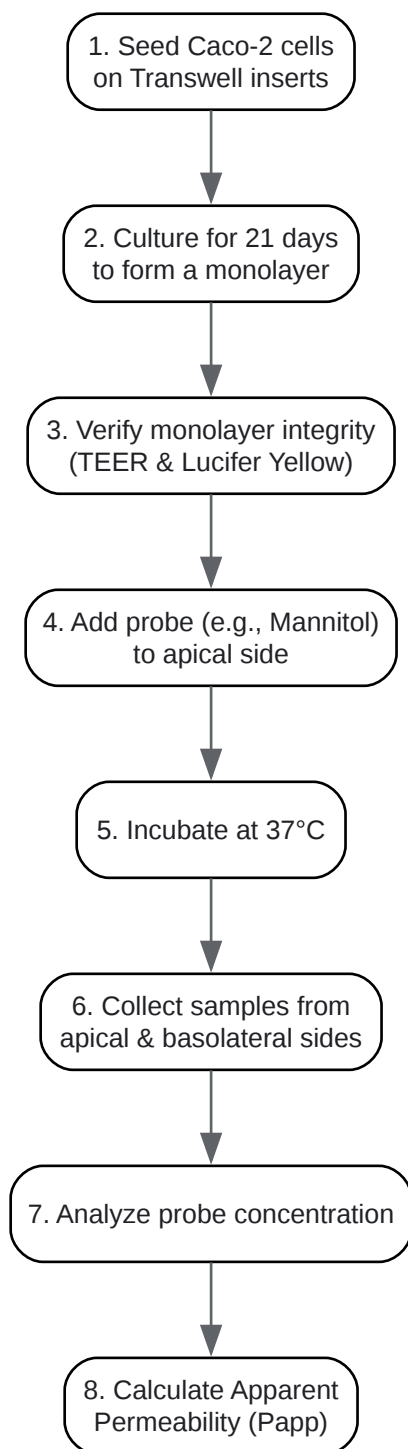 1. Seed Caco-2 cells
on Transwell inserts
2. Culture for 21 days
to form a monolayer
3. Verify monolayer integrity
(TEER & Lucifer Yellow)
4. Add probe (e.g., Mannitol)
to apical side
5. Incubate at 37°C
6. Collect samples from
apical & basolateral sides
7. Analyze probe concentration
8. Calculate Apparent
Permeability (Papp)